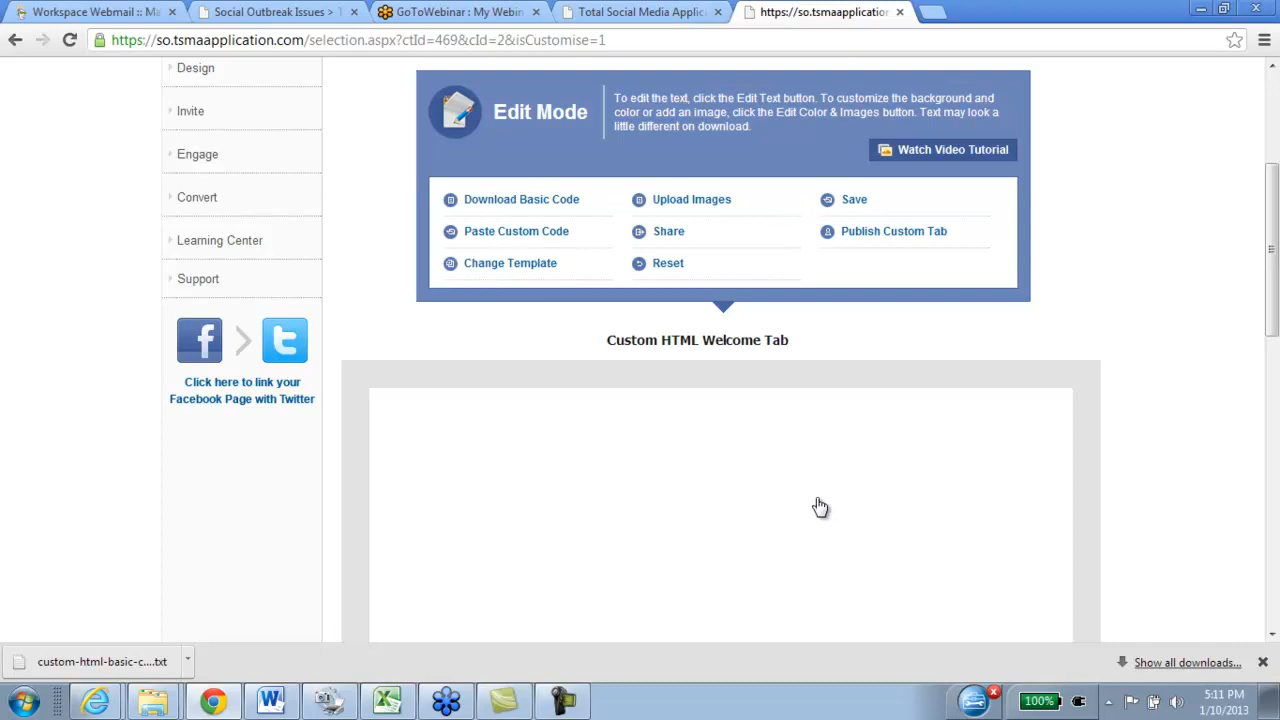 Workspace Webmail :: Ma
Social Outbreak Issues > T
GoToWebinar : My Webin
Total Social Media Applic
https://so.tsmaapplication
https://so.tsmaapplication.com/selection.aspx?ctId=469&cId=2&isCustomise=1
Design
Invite
Engage
Convert
Learning Center
Support
Click here to link your
Facebook Page with Twitter
Edit Mode
To edit the text, click the Edit Text button. To customize the background and
color or add an image, click the Edit Color & Images button. Text may look a
little different on download.
Watch Video Tutorial
Download Basic Code
Upload Images
Save
Paste Custom Code
Share
Publish Custom Tab
Change Template
Reset
Custom HTML Welcome Tab
custom-html-basic-c....txt
Show all downloads...
100%
5:11 PM
1/10/2013